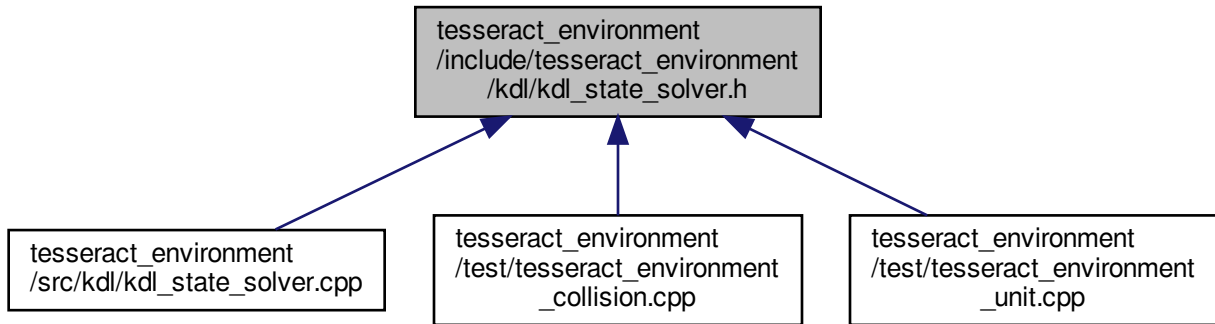 tesseract_environment
/include/tesseract_environment
/kdl/kdl_state_solver.h
tesseract_environment
/src/kdl/kdl_state_solver.cpp
tesseract_environment
/test/tesseract_environment
_collision.cpp
tesseract_environment
/test/tesseract_environment
_unit.cpp